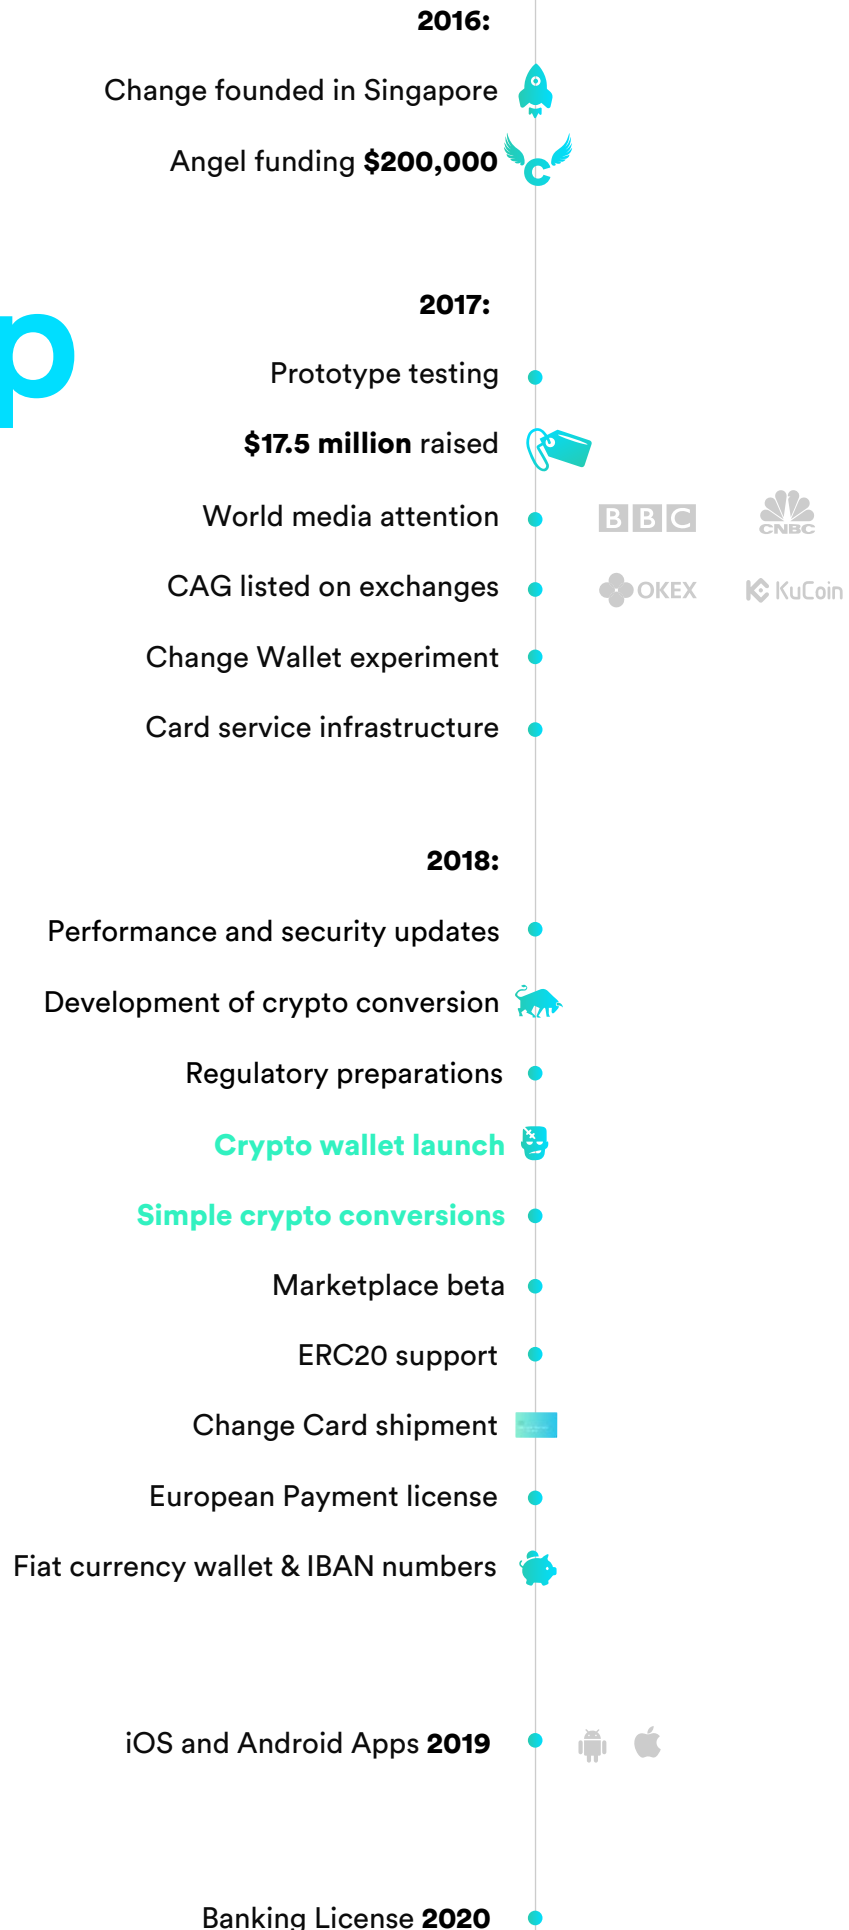 2016:
Change founded in Singapore
Angel funding $200,000
C
2017:
p
Prototype testing
$17.5 million raised
World media attention
BBC
CNBC
CAG listed on exchanges
OKEX
KuCoin
Change Wallet experiment
Card service infrastructure
2018:
Performance and security updates
Development of crypto conversion
Regulatory preparations
Crypto wallet launch
Simple crypto conversions
Marketplace beta
ERC20 support
Change Card shipment
European Payment license
Fiat currency wallet & IBAN numbers
iOS and Android Apps 2019
Banking License 2020